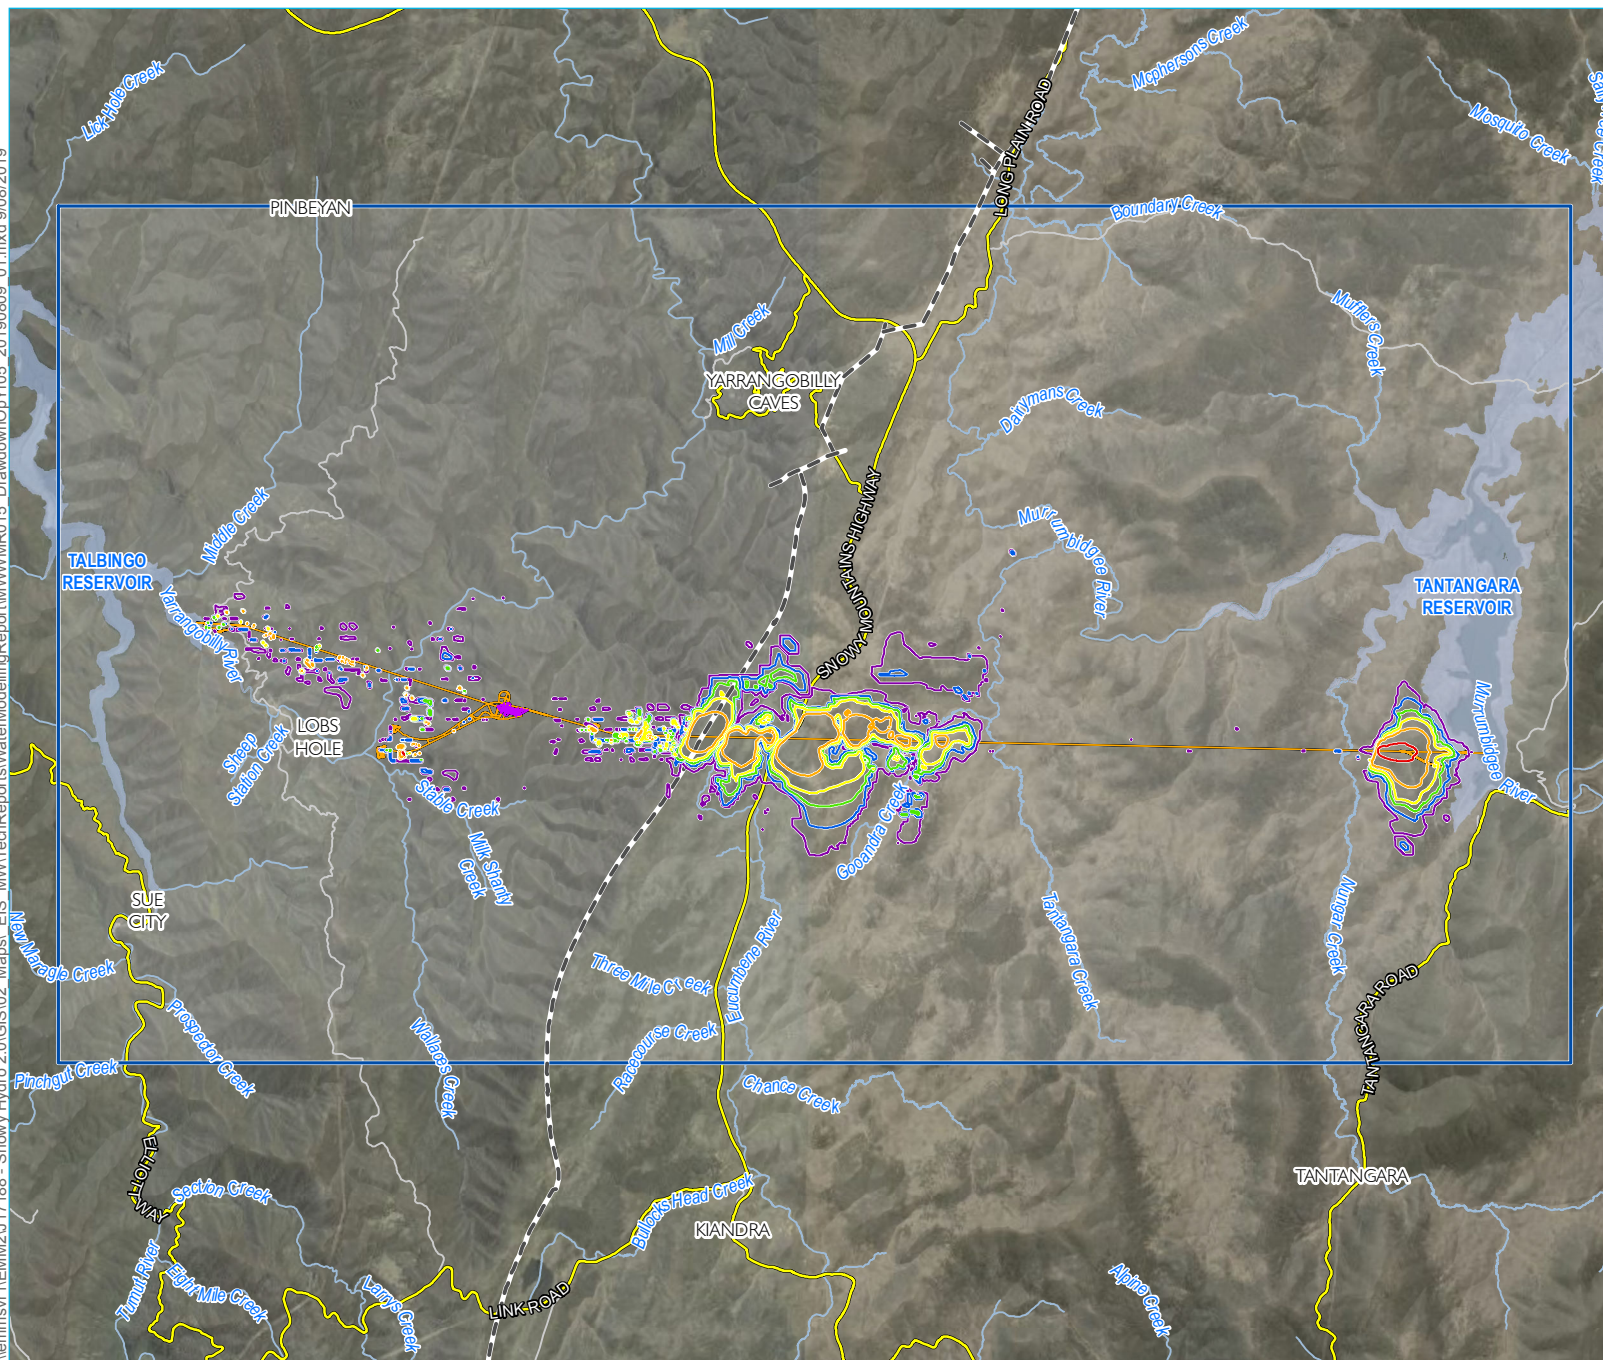 Lick Hole Creek
Mcphersons Creek
Mosquito Creek
LONG PLAIN ROAD
PINBEYAN
Boundary Creek
Mufflers Creek
Mill Creek
YARRANGOBILLY
CAVES
Dairymans Creek
Middle Creek
SNOWY MOUNTAINS HIGHWAY
Murrumbidgee River
TALBINGO
RESERVOIR
TANTANGARA
RESERVOIR
Yarrangobilly River
Murrumbidgee River
LOBS
HOLE
Sheep
Station Creek
Stable Creek
Milk Shanty
Creek
Gooandra Creek
SUE
CITY
New Maragle Creek
Three Mile Creek
Eucumbene River
Tantangara Creek
Nungar Creek
TANTANGARA ROAD
Prospector Creek
Wallaces Creek
Racecourse Creek
Pinchgut Creek
Chance Creek
ELLIOTT
WAY
Section Creek
Bullocks Head Creek
KIANDRA
TANTANGARA
Tumut River
Eight Mile Creek
Larrys Creek
LINK ROAD
Alpine Creek